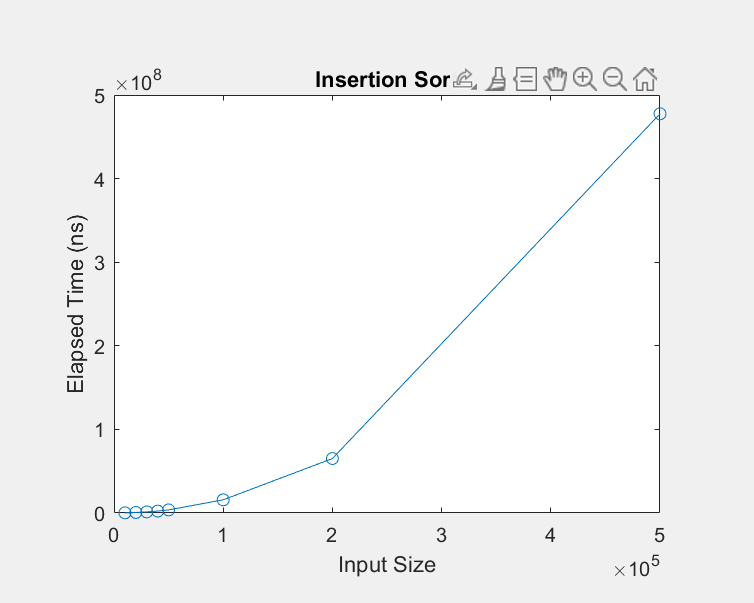 ×10^8
Insertion Sor
5
4
3
2
1
0
Elapsed Time (ns)
0 1 2 3 4 5
Input Size
×10^5